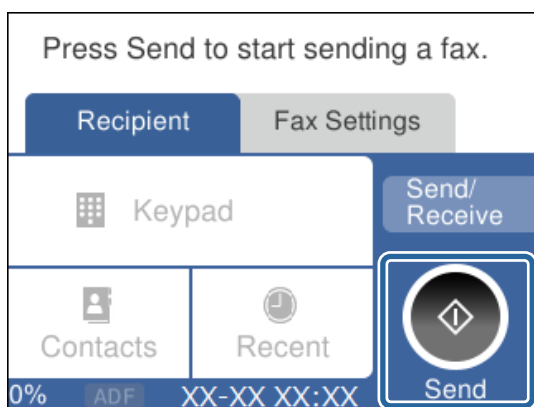 Press Send to start sending a fax.
Recipient
Fax Settings
Keypad
Send/
Receive
Contacts
Recent
Send
0%
ADF
XX-XX XX:XX